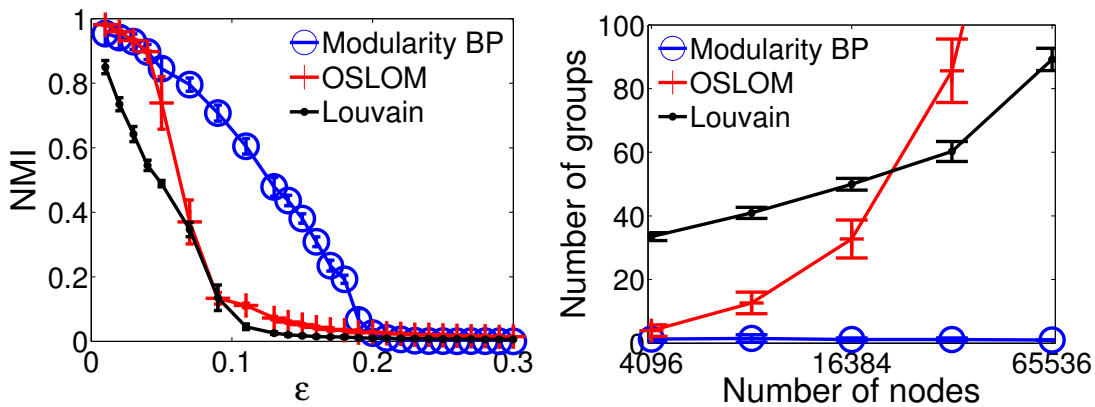 NMI
1
0.8
0.6
0.4
0.2
0
0
0.1
0.2
0.3
ε
Modularity BP
OSLOM
Louvain
Number of groups
100
80
60
40
20
0
4096
16384
65536
Number of nodes
Modularity BP
OSLOM
Louvain